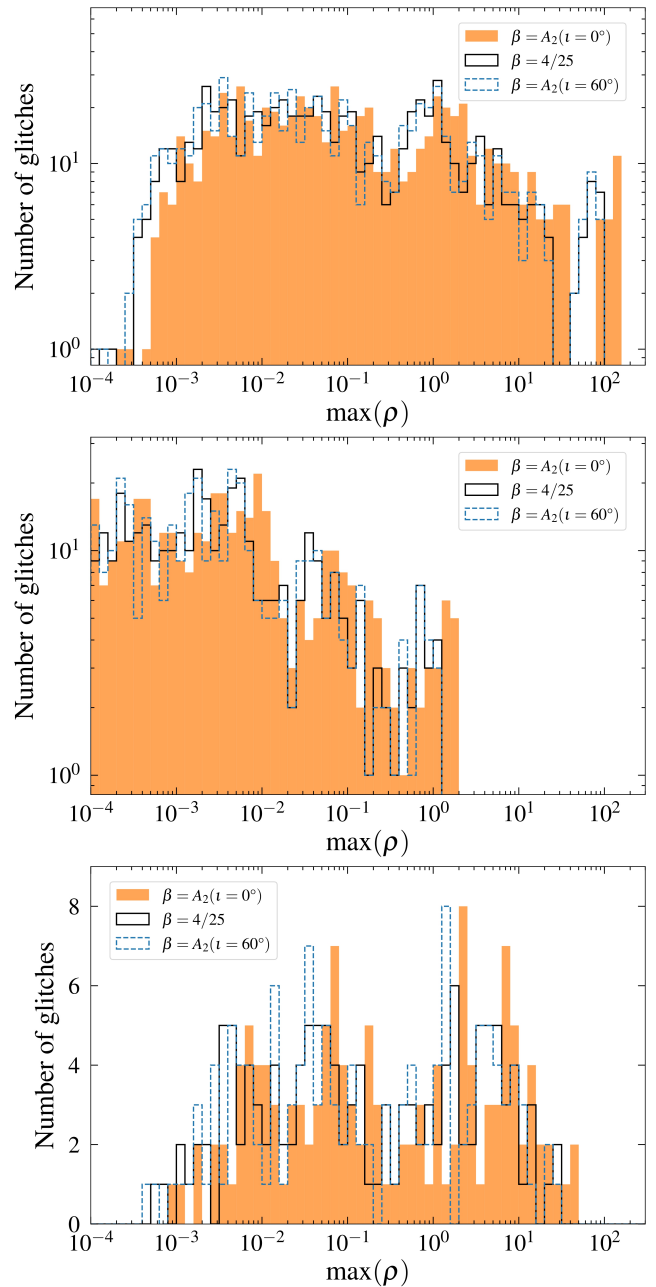 β = A₂(ι = 0°)
β = 4/25
β = A₂(ι = 60°)
Number of glitches
10¹
10⁰
10⁻⁴ 10⁻³ 10⁻² 10⁻¹ 10⁰ 10¹ 10²
max(ρ)
β = A₂(ι = 0°)
β = 4/25
β = A₂(ι = 60°)
Number of glitches
10¹
10⁰
10⁻⁴ 10⁻³ 10⁻² 10⁻¹ 10⁰ 10¹ 10²
max(ρ)
β = A₂(ι = 0°)
β = 4/25
β = A₂(ι = 60°)
Number of glitches
8
6
4
2
0
10⁻⁴ 10⁻³ 10⁻² 10⁻¹ 10⁰ 10¹ 10²
max(ρ)